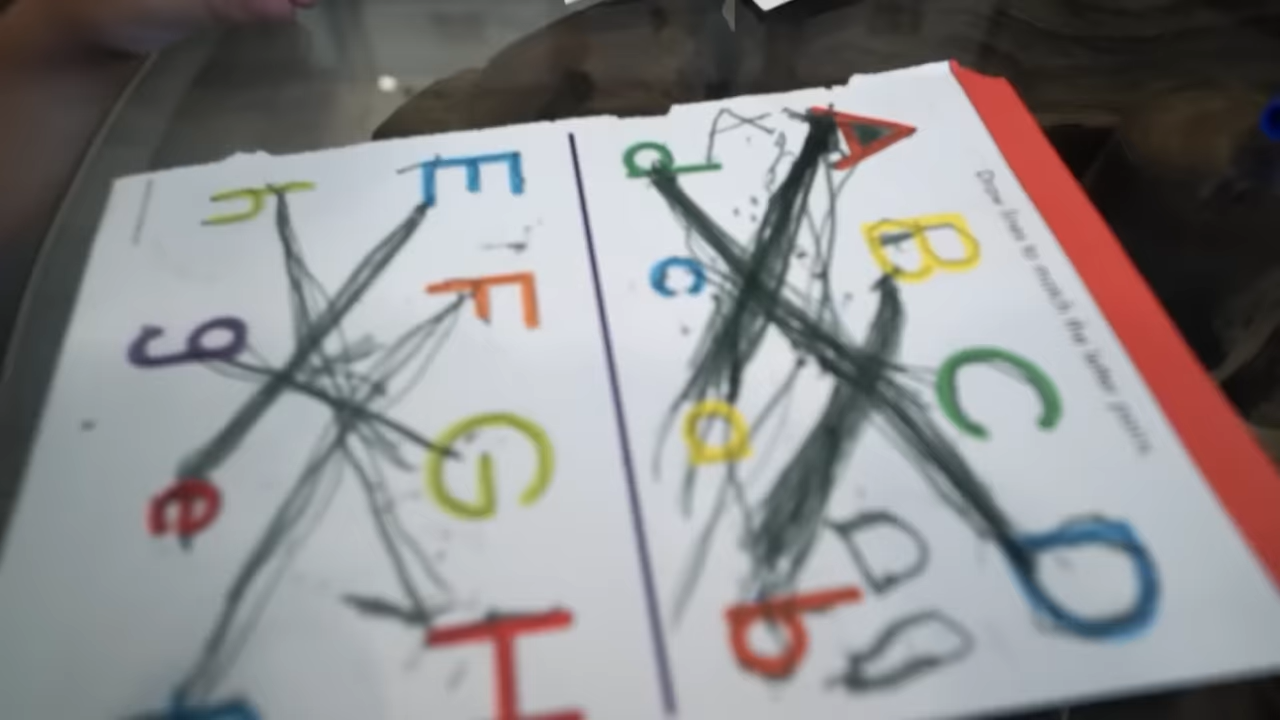 Draw lines to match the letter pairs.
A B C D
d c a b
E F G H
h g e